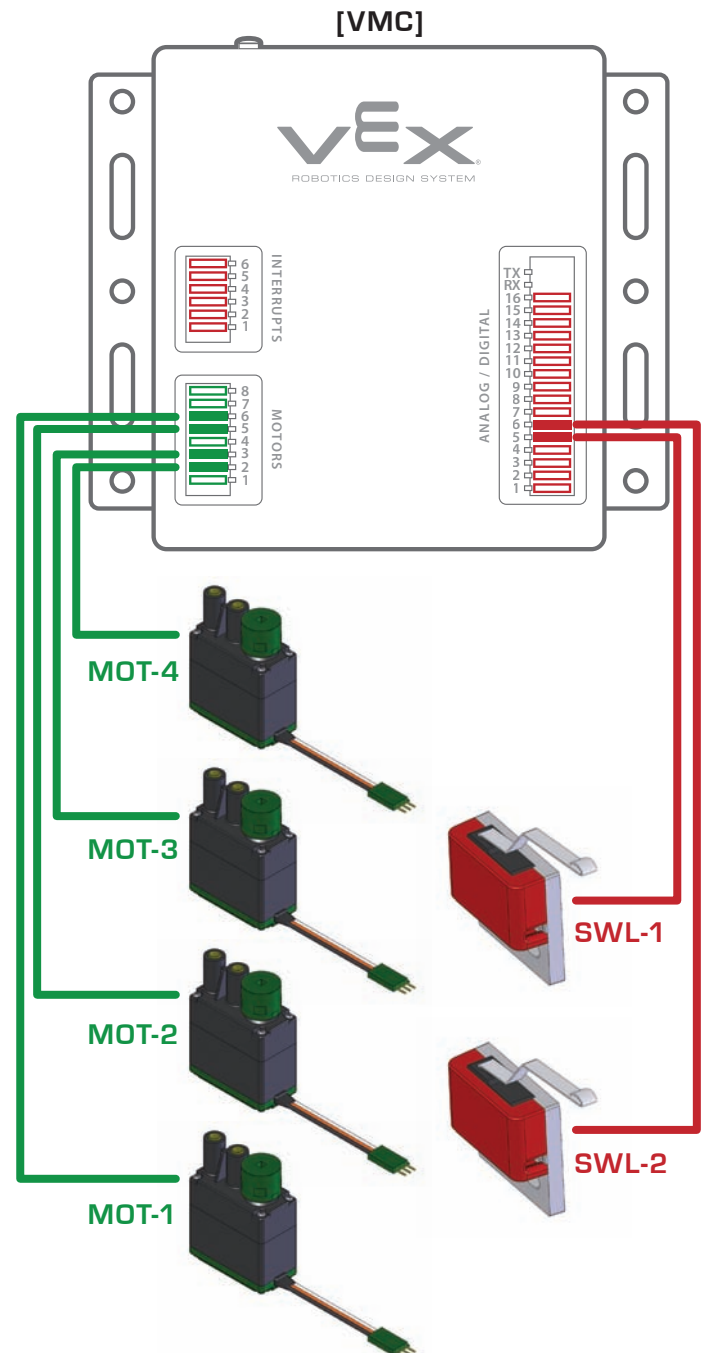 [VMC]
VEX®
ROBOTICS DESIGN SYSTEM
INTERRUPTS
6
5
4
3
2
1
MOTORS
8
7
6
5
4
3
2
1
ANALOG / DIGITAL
TX
RX
16
15
14
13
12
11
10
9
8
7
6
5
4
3
2
1
MOT-4
MOT-3
SWL-1
MOT-2
SWL-2
MOT-1